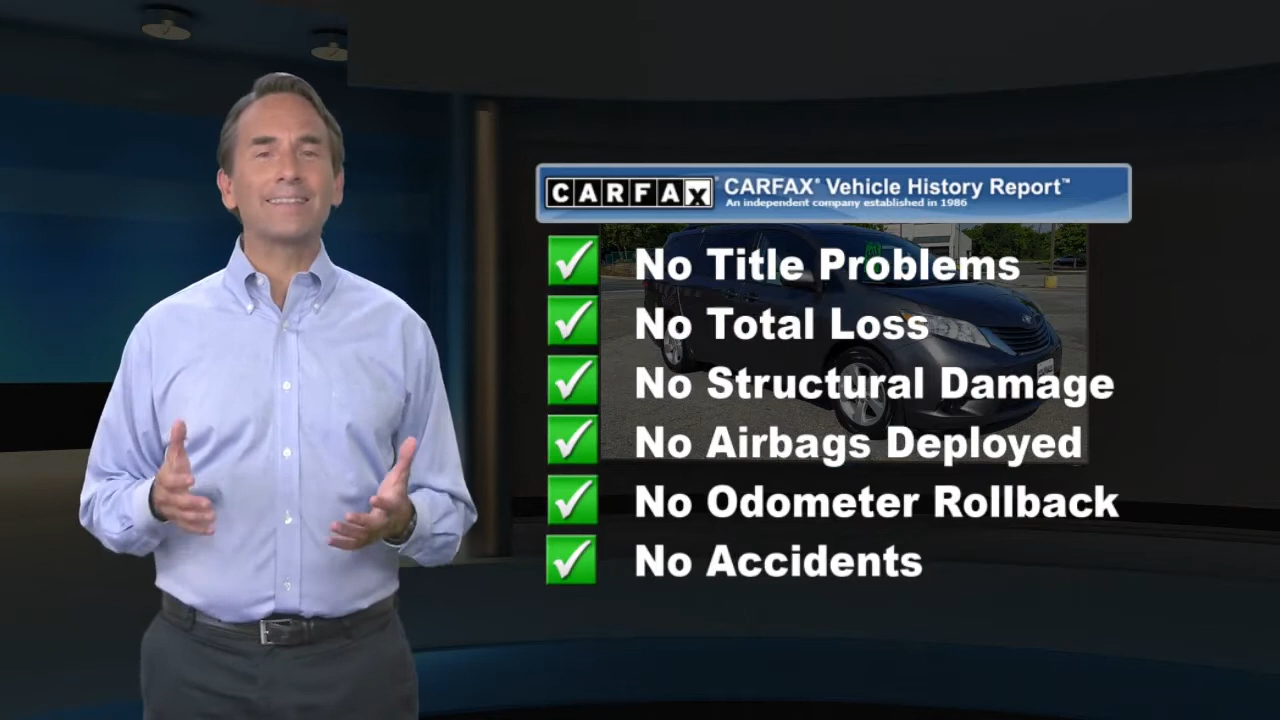 CARFAX CARFAX® Vehicle History Report™
An independent company established in 1986
No Title Problems
No Total Loss
No Structural Damage
No Airbags Deployed
No Odometer Rollback
No Accidents